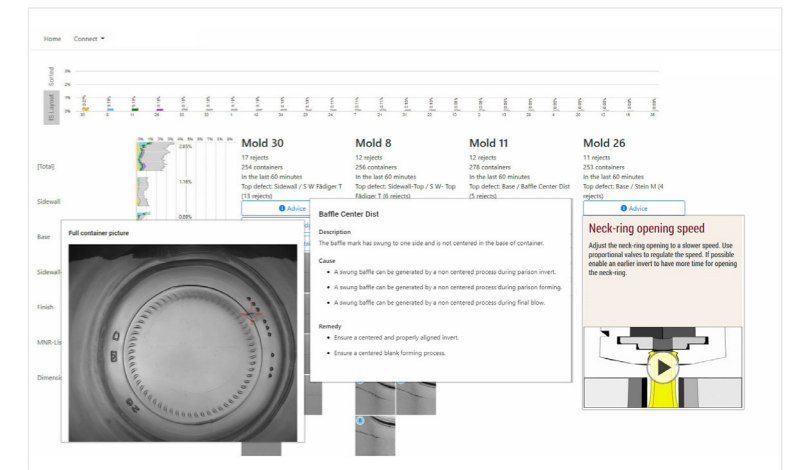 Home Connect
Sorted
IS Layout
[Total]
Sidewall
Base
Sidewall-
Finish
MNR-Lis
Dimensio
2.85%
1.19%
0.88%
Mold 30
17 rejects
254 containers
In the last 60 minutes
Top defect: Sidewall / S W Fädiger T
(13 rejects)
Advice
Mold 8
12 rejects
256 containers
In the last 60 minutes
Top defect: Sidewall-Top / S W- Top
Fädiger T (6 rejects)
Mold 11
12 rejects
278 containers
In the last 60 minutes
Top defect: Base / Baffle Center Dist
(5 rejects)
Mold 26
11 rejects
253 containers
In the last 60 minutes
Top defect: Base / Stein M (4
rejects)
Advice
Full container picture
Baffle Center Dist
Description
The baffle mark has swung to one side and is not centered in the base of container.
Cause
A swung baffle can be generated by a non centered process during parison invert.
A swung baffle can be generated by a non centered process during parison forming.
A swung baffle can be generated by a non centered process during final blow.
Remedy
Ensure a centered and properly aligned invert.
Ensure a centered blank forming process.
Neck-ring opening speed
Adjust the neck-ring opening to a slower speed. Use
proportional valves to regulate the speed. If possible
enable an earlier invert to have more time for opening
the neck-ring.